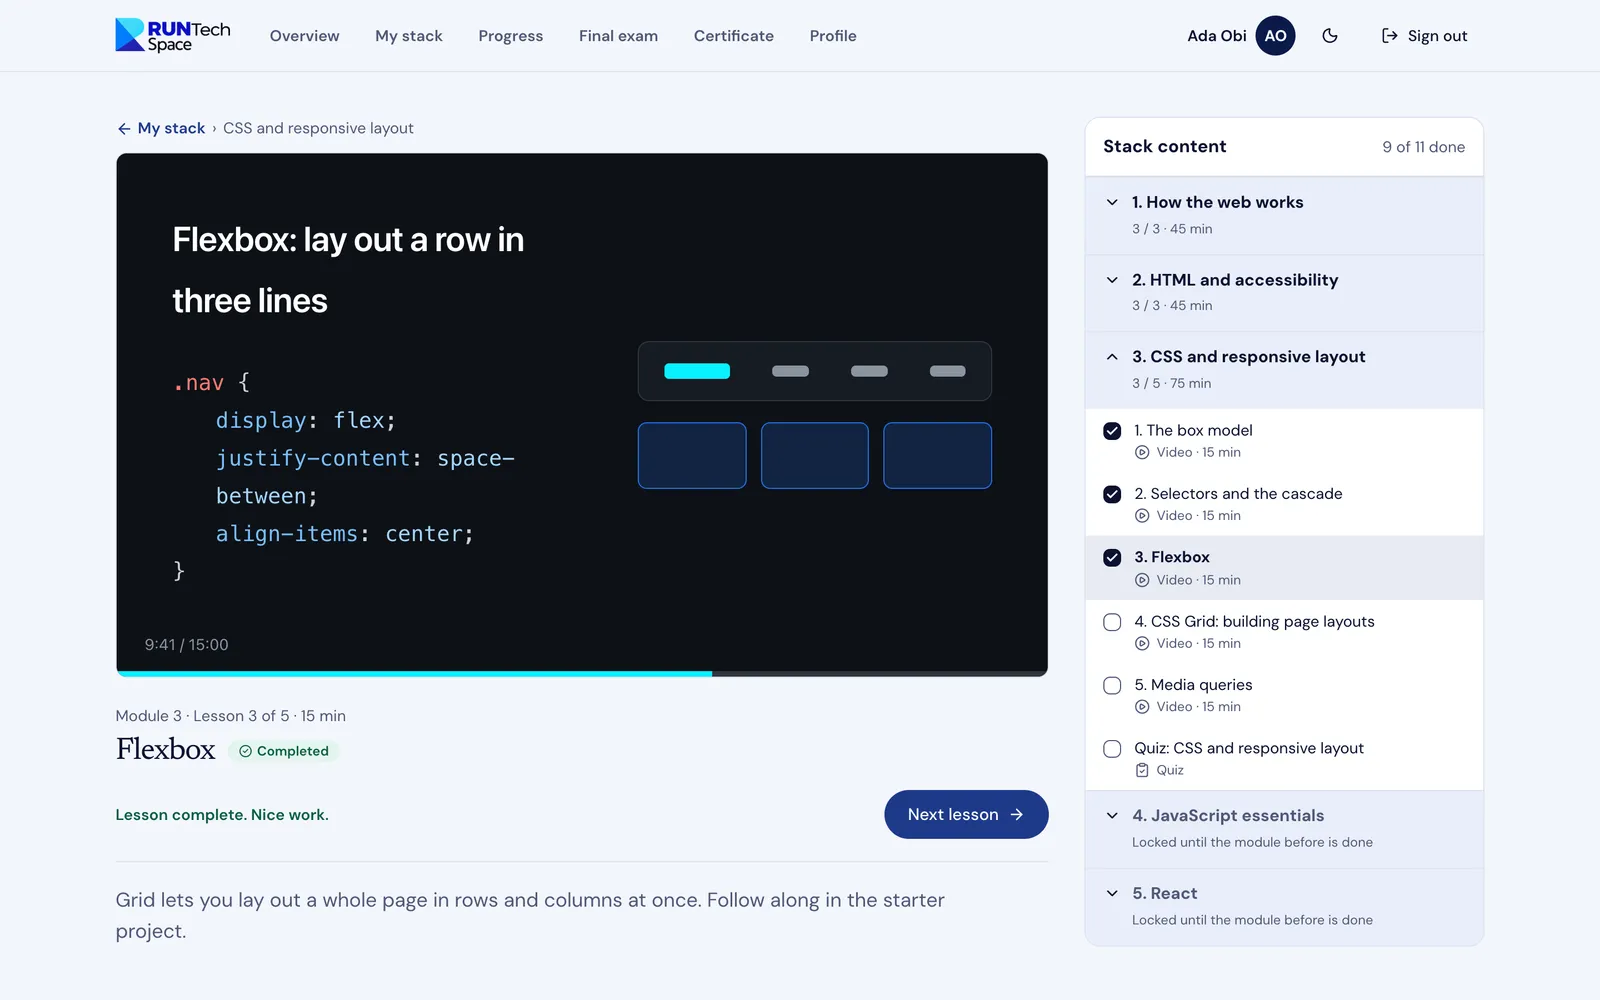 RUNTech
Space
Overview
My stack
Progress
Final exam
Certificate
Profile
Ada Obi
AO
Sign out
← My stack › CSS and responsive layout
Flexbox: lay out a row in
three lines
.nav {
display: flex;
justify-content: space-
between;
align-items: center;
}
9:41 / 15:00
Module 3 · Lesson 3 of 5 · 15 min
Flexbox
Completed
Lesson complete. Nice work.
Next lesson →
Grid lets you lay out a whole page in rows and columns at once. Follow along in the starter
project.
Stack content
9 of 11 done
1. How the web works
3 / 3 · 45 min
2. HTML and accessibility
3 / 3 · 45 min
3. CSS and responsive layout
3 / 5 · 75 min
1. The box model
Video · 15 min
2. Selectors and the cascade
Video · 15 min
3. Flexbox
Video · 15 min
4. CSS Grid: building page layouts
Video · 15 min
5. Media queries
Video · 15 min
Quiz: CSS and responsive layout
Quiz
4. JavaScript essentials
Locked until the module before is done
5. React
Locked until the module before is done